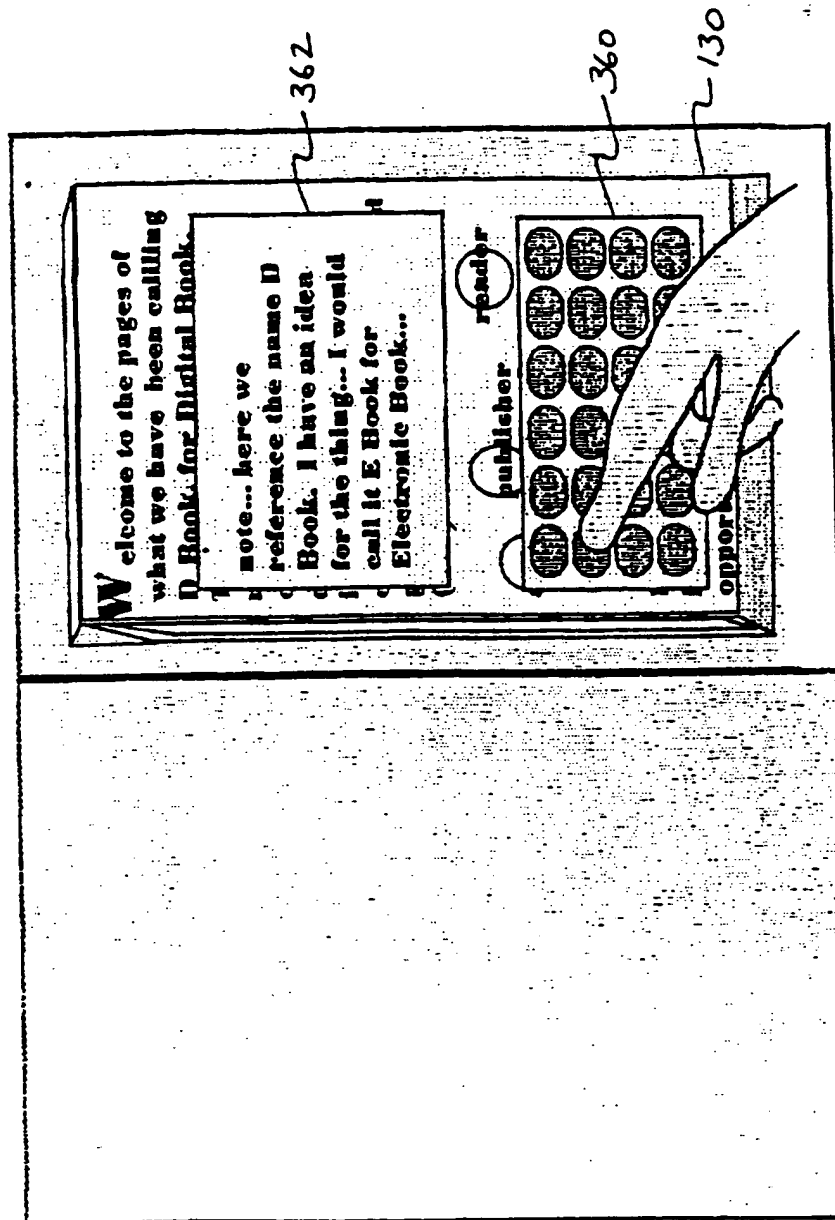 Welcome to the pages of
what we have been callling
D Book, for Digital Book.
note... here we
reference the name D
Book. I have an idea
for the thing... I would
call it E Book for
Electronic Book...
publisher
reader
oppor
362
360
130